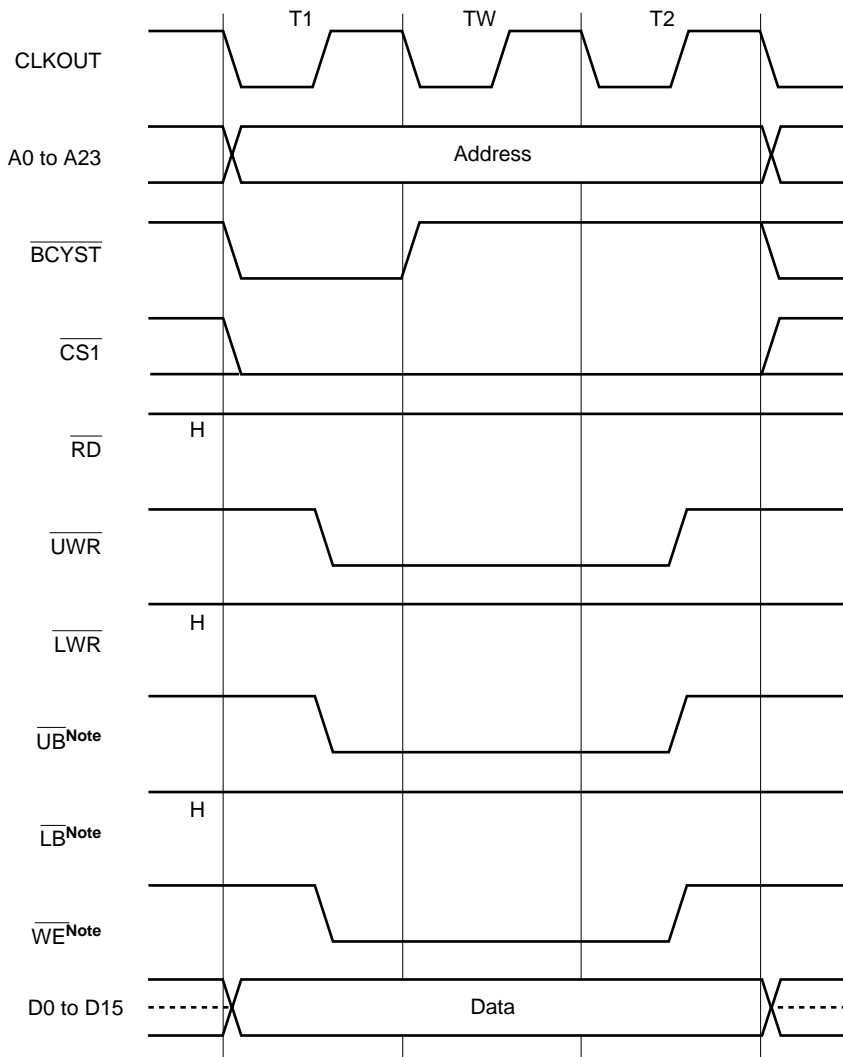 T1 TW T2
CLKOUT
A0 to A23 Address
BCYST
CS1
H
RD
UWR
H
LWR
UBNote
H
LBNote
WENote
D0 to D15 Data